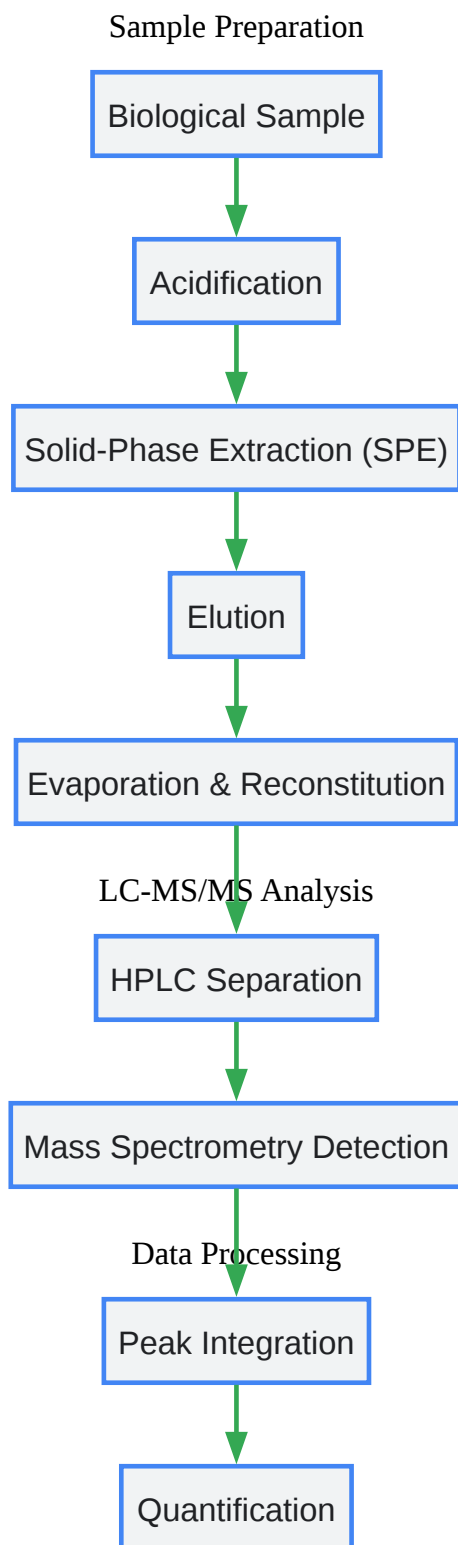 Sample Preparation
Biological Sample
Acidification
Solid-Phase Extraction (SPE)
Elution
Evaporation & Reconstitution
LC-MS/MS Analysis
HPLC Separation
Mass Spectrometry Detection
Data Processing
Peak Integration
Quantification